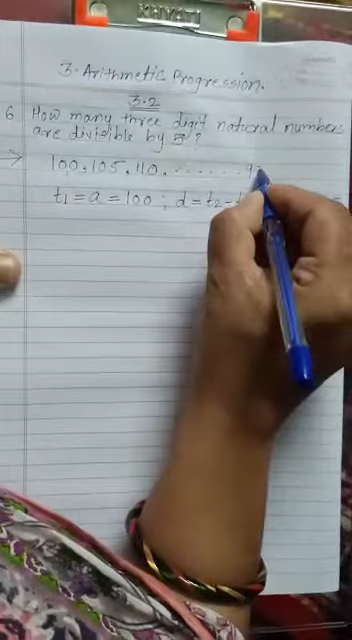 KHYATI
3. Arithmetic Progression.
3.2
6 How many three digit natural numbers
are divisible by 5?
→ 100, 105, 110, ....... 9
t₁ = a = 100 ; d = t₂ -